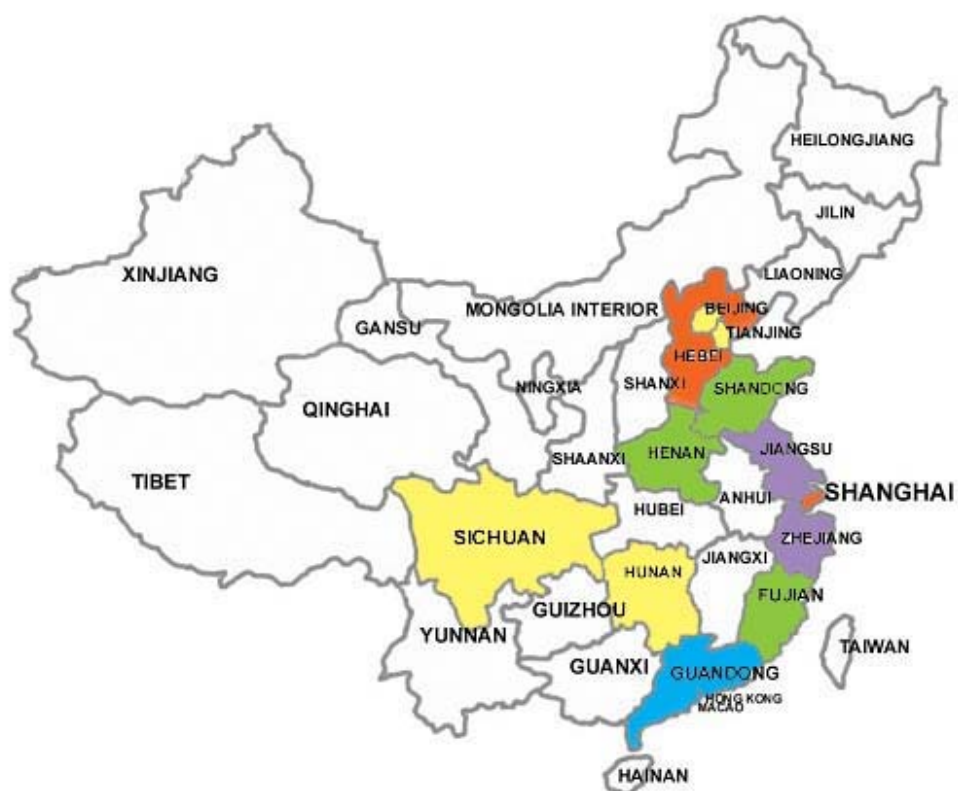 HEILONGJIANG
JILIN
LIAONING
XINJIANG
MONGOLIA INTERIOR
BEIJING
GANSU
TIANJING
HEBEI
NINGXIA
SHANXI
SHANDONG
QINGHAI
HENAN
JIANGSU
SHAANXI
TIBET
ANHUI
SHANGHAI
HUBEI
SICHUAN
ZHEJIANG
JIANGXI
HUNAN
FUJIAN
GUIZHOU
YUNNAN
TAIWAN
GUANXI
GUANDONG
HONG KONG
MACAO
HAINAN